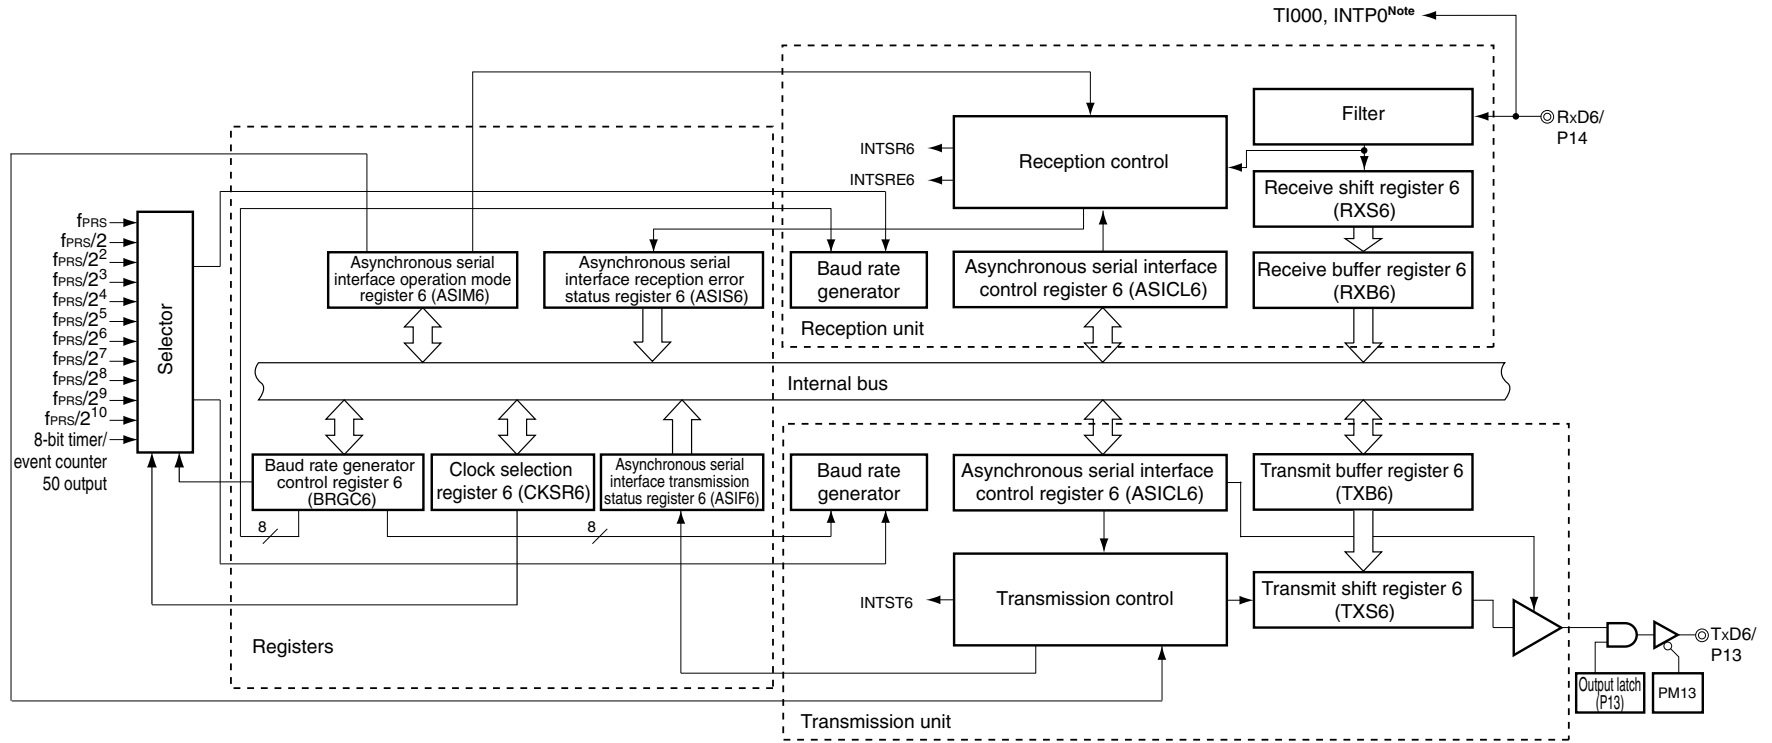 TI000, INTP0Note
Filter
RxD6/
P14
INTSR6
INTSRE6
Reception control
Receive shift register 6
(RXS6)
fPRS
fPRS/2
fPRS/2²
fPRS/2³
fPRS/2⁴
fPRS/2⁵
fPRS/2⁶
fPRS/2⁷
fPRS/2⁸
fPRS/2⁹
fPRS/2¹⁰
8-bit timer/
event counter
50 output
Selector
Asynchronous serial
interface operation mode
register 6 (ASIM6)
Asynchronous serial
interface reception error
status register 6 (ASIS6)
Baud rate
generator
Asynchronous serial interface
control register 6 (ASICL6)
Receive buffer register 6
(RXB6)
Reception unit
Internal bus
Baud rate generator
control register 6
(BRGC6)
Clock selection
register 6 (CKSR6)
Asynchronous serial
interface transmission
status register 6 (ASIF6)
Baud rate
generator
Asynchronous serial interface
control register 6 (ASICL6)
Transmit buffer register 6
(TXB6)
8
8
INTST6
Transmission control
Transmit shift register 6
(TXS6)
Registers
TxD6/
P13
Output latch
(P13)
PM13
Transmission unit